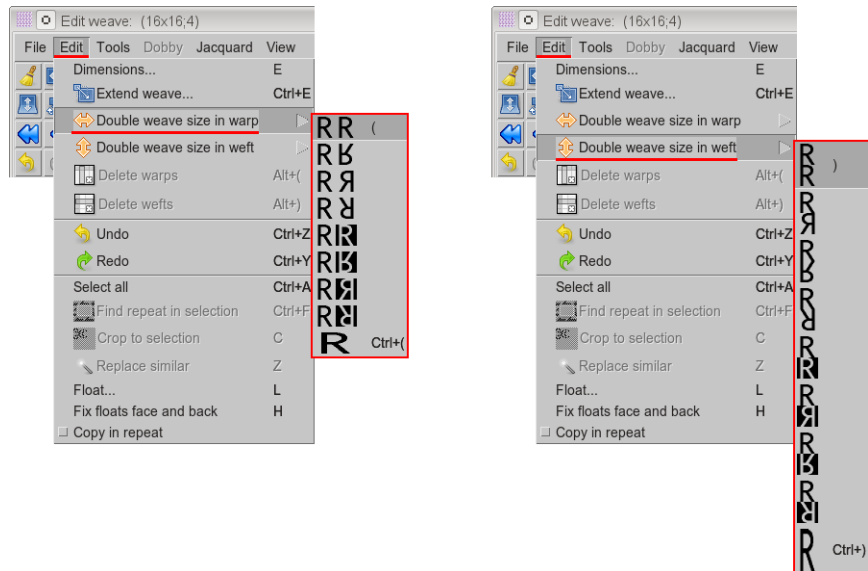 Edit weave: (16x16;4)
File Edit Tools Dobby Jacquard View
Dimensions... E
Extend weave... Ctrl+E
Double weave size in warp
Double weave size in weft
Delete warps Alt+(
Delete wefts Alt+)
Undo Ctrl+Z
Redo Ctrl+Y
Select all Ctrl+A
Find repeat in selection Ctrl+F
Crop to selection C
Replace similar Z
Float... L
Fix floats face and back H
Copy in repeat
R R (
R R
R R
R R
R R
R R
R R
R R
R Ctrl+(
Edit weave: (16x16;4)
File Edit Tools Dobby Jacquard View
Dimensions... E
Extend weave... Ctrl+E
Double weave size in warp
Double weave size in weft
Delete warps Alt+(
Delete wefts Alt+)
Undo Ctrl+Z
Redo Ctrl+Y
Select all Ctrl+A
Find repeat in selection Ctrl+F
Crop to selection C
Replace similar Z
Float... L
Fix floats face and back H
Copy in repeat
R
R )
R
R
R
R
R
R
R
R
R
R
R
R
R
R
R Ctrl+)